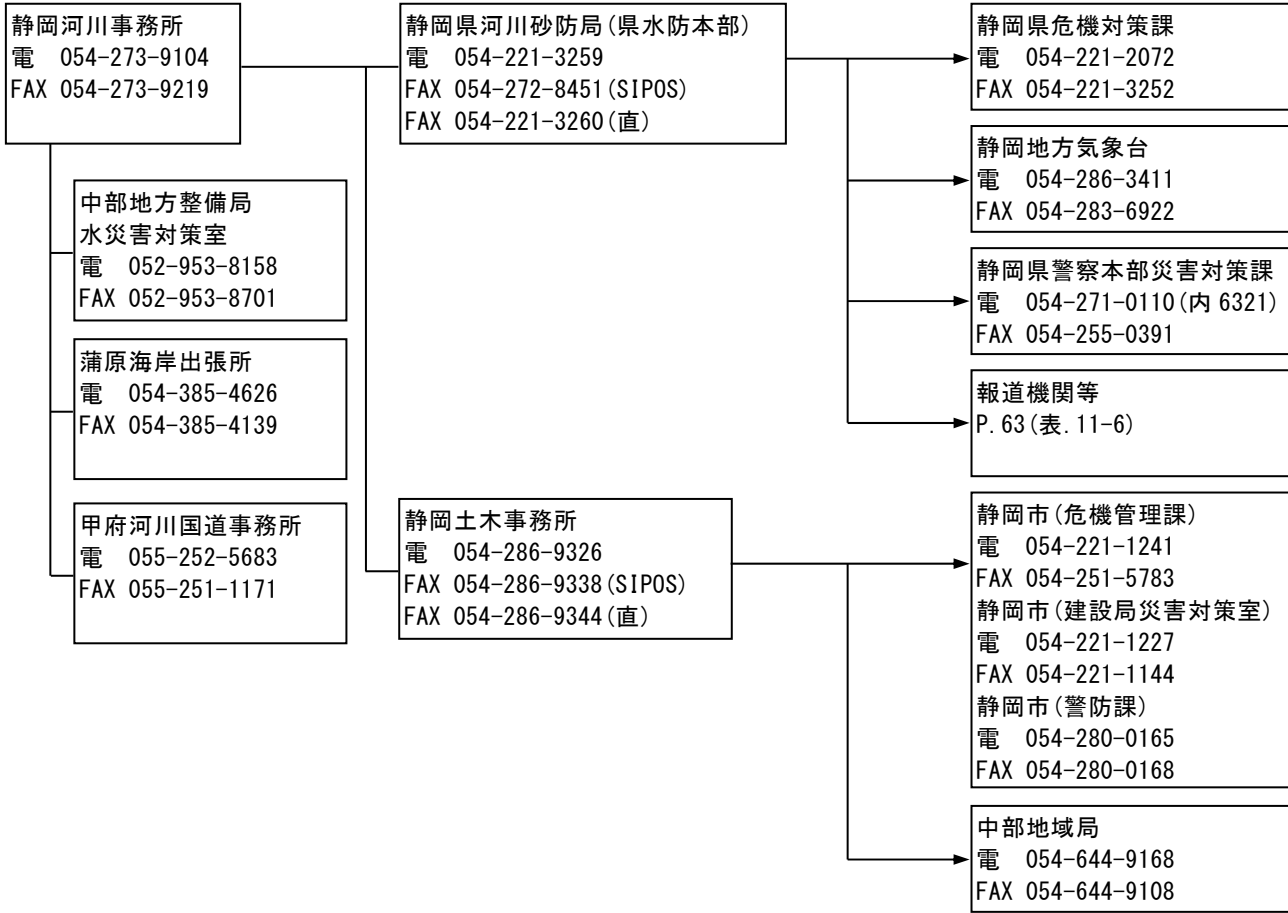 静岡河川事務所
電 054-273-9104
FAX 054-273-9219
中部地方整備局
水災害対策室
電 052-953-8158
FAX 052-953-8701
蒲原海岸出張所
電 054-385-4626
FAX 054-385-4139
甲府河川国道事務所
電 055-252-5683
FAX 055-251-1171
静岡県河川砂防局(県水防本部)
電 054-221-3259
FAX 054-272-8451(SIPOS)
FAX 054-221-3260(直)
静岡土木事務所
電 054-286-9326
FAX 054-286-9338(SIPOS)
FAX 054-286-9344(直)
静岡県危機対策課
電 054-221-2072
FAX 054-221-3252
静岡地方気象台
電 054-286-3411
FAX 054-283-6922
静岡県警察本部災害対策課
電 054-271-0110(内 6321)
FAX 054-255-0391
報道機関等
P.63(表.11-6)
静岡市(危機管理課)
電 054-221-1241
FAX 054-251-5783
静岡市(建設局災害対策室)
電 054-221-1227
FAX 054-221-1144
静岡市(警防課)
電 054-280-0165
FAX 054-280-0168
中部地域局
電 054-644-9168
FAX 054-644-9108